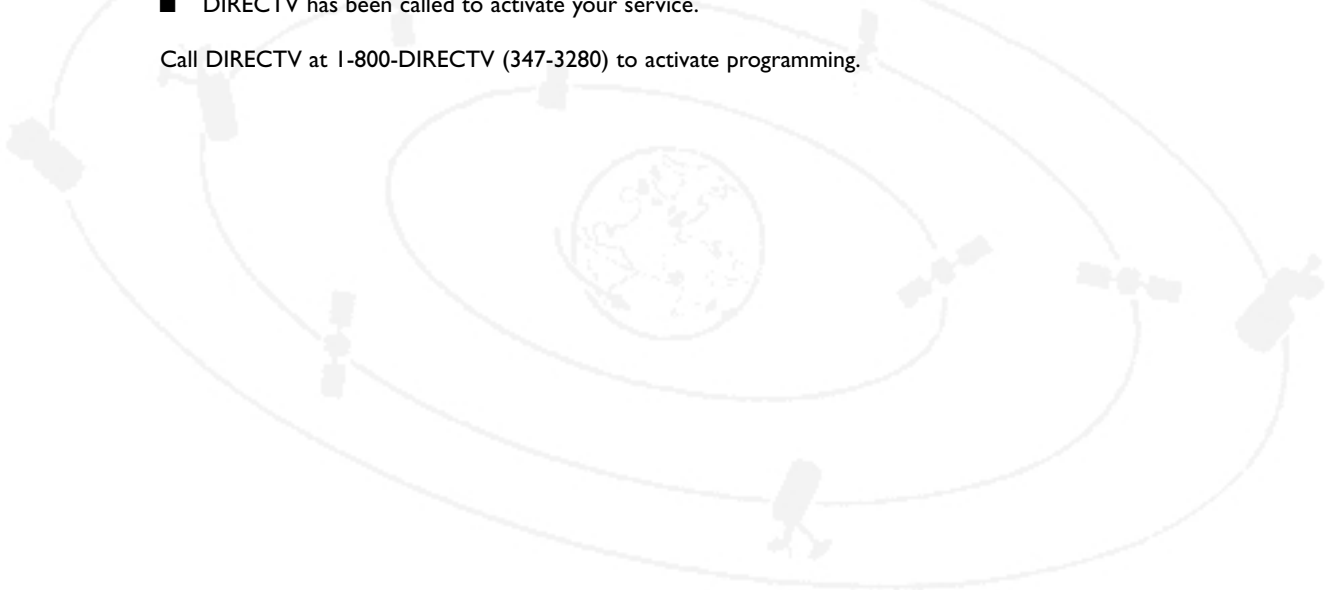 ■ DIRECTV has been called to activate your service.
Call DIRECTV at 1-800-DIRECTV (347-3280) to activate programming.